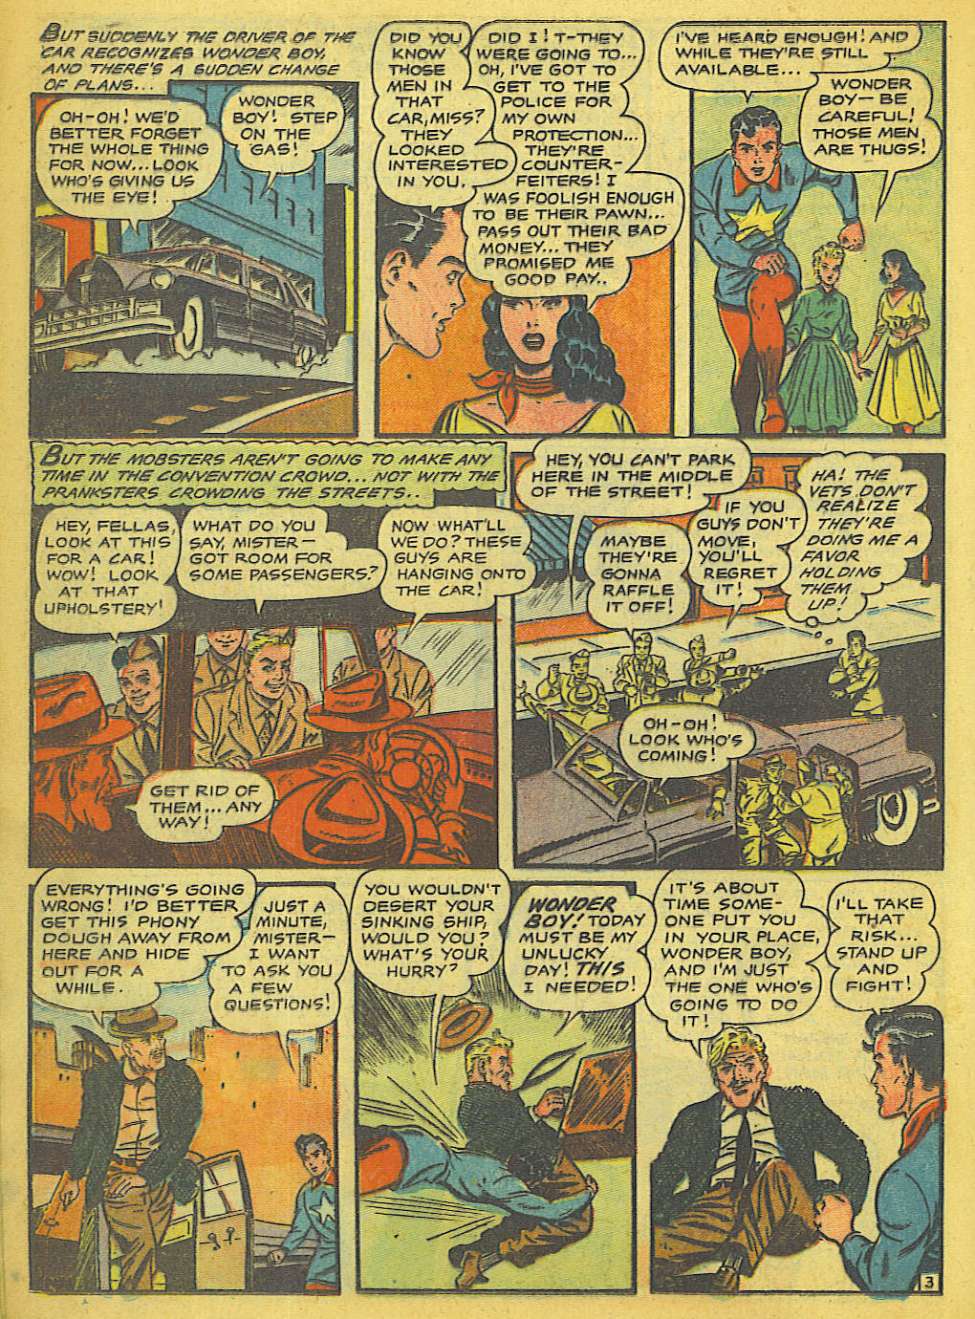 BUT SUDDENLY THE DRIVER OF THE
CAR RECOGNIZES WONDER BOY,
AND THERE'S A SUDDEN CHANGE
OF PLANS...
OH-OH! WE'D
BETTER FORGET
THE WHOLE THING
FOR NOW... LOOK
WHO'S GIVING US
THE EYE!
WONDER
BOY! STEP
ON THE
GAS!
DID YOU
KNOW
THOSE
MEN IN
THAT
CAR, MISS?
THEY
LOOKED
INTERESTED
IN YOU.
DID I! T-THEY
WERE GOING TO...
OH, I'VE GOT TO
GET TO THE
POLICE FOR
MY OWN
PROTECTION...
THEY'RE
COUNTER-
FEITERS! I
WAS FOOLISH ENOUGH
TO BE THEIR PAWN...
PASS OUT THEIR BAD
MONEY... THEY
PROMISED ME
GOOD PAY..
I'VE HEARD ENOUGH! AND
WHILE THEY'RE STILL
AVAILABLE...
WONDER
BOY-- BE
CAREFUL!
THOSE MEN
ARE THUGS!
BUT THE MOBSTERS AREN'T GOING TO MAKE ANY
TIME IN THE CONVENTION CROWD... NOT WITH THE
PRANKSTERS CROWDING THE STREETS..
HEY, FELLAS,
LOOK AT THIS
FOR A CAR!
WOW! LOOK
AT THAT
UPHOLSTERY!
WHAT DO YOU
SAY, MISTER--
GOT ROOM FOR
SOME PASSENGERS?
NOW WHAT'LL
WE DO? THESE
GUYS ARE
HANGING ONTO
THE CAR!
GET RID OF
THEM... ANY
WAY!
HEY, YOU CAN'T PARK
HERE IN THE MIDDLE
OF THE STREET!
MAYBE
THEY'RE
GONNA
RAFFLE
IT OFF!
IF YOU
GUYS DON'T
MOVE,
YOU'LL
REGRET
IT!
HA! THE
VETS DON'T
REALIZE
THEY'RE
DOING ME A
FAVOR
HOLDING
THEM
UP!
OH-OH!
LOOK WHO'S
COMING!
EVERYTHING'S GOING
WRONG! I'D BETTER
GET THIS PHONY
DOUGH AWAY FROM
HERE AND HIDE
OUT FOR A
WHILE.
JUST A
MINUTE,
MISTER--
I WANT
TO ASK YOU
A FEW
QUESTIONS!
YOU WOULDN'T
DESERT YOUR
SINKING SHIP,
WOULD YOU?
WHAT'S YOUR
HURRY?
WONDER
BOY! TODAY
MUST BE MY
UNLUCKY
DAY! THIS
I NEEDED!
IT'S ABOUT
TIME SOME-
ONE PUT YOU
IN YOUR PLACE,
WONDER BOY,
AND I'M JUST
THE ONE WHO'S
GOING TO DO
IT!
I'LL TAKE
THAT
RISK...
STAND UP
AND
FIGHT!
3